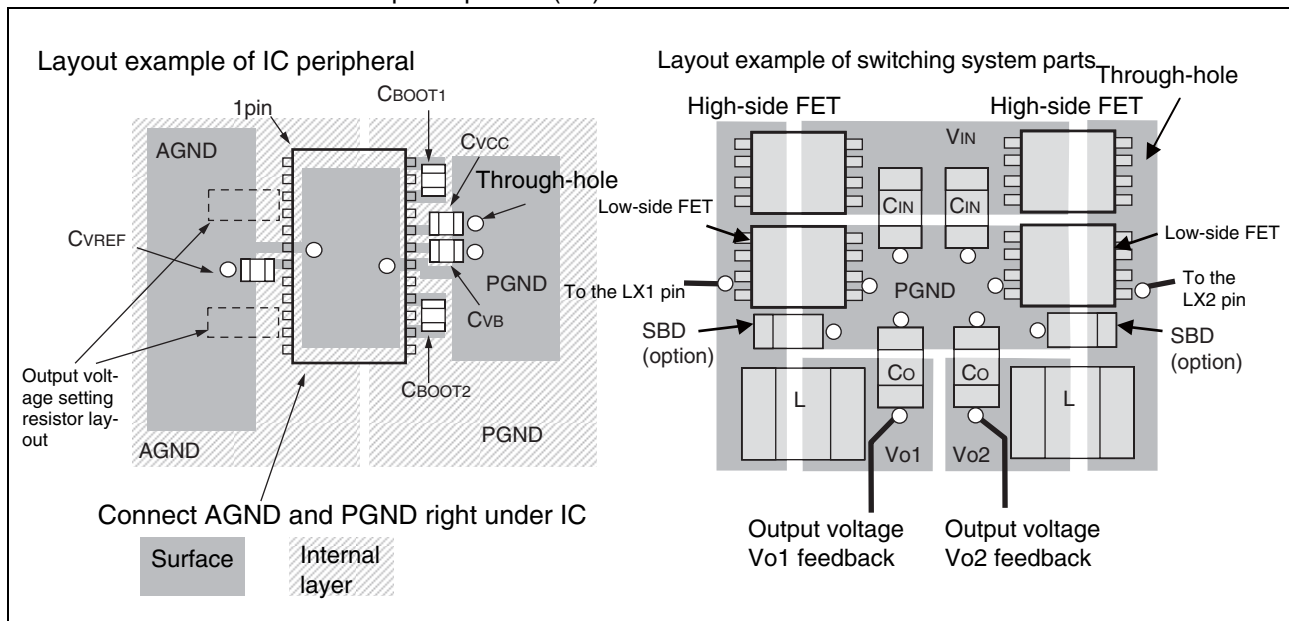 Layout example of IC peripheral
1pin
CBOOT1
AGND
CVCC
Through-hole
CVREF
PGND
CVB
Output volt-
age setting
resistor lay-
out
CBOOT2
AGND
PGND
Connect AGND and PGND right under IC
Surface
Internal
layer
Layout example of switching system parts
Through-hole
High-side FET
High-side FET
VIN
Low-side FET
CIN
CIN
Low-side FET
To the LX1 pin
PGND
To the
LX2 pin
SBD
(option)
SBD
(option)
CO
CO
L
L
Vo1
Vo2
Output voltage
Vo1 feedback
Output voltage
Vo2 feedback